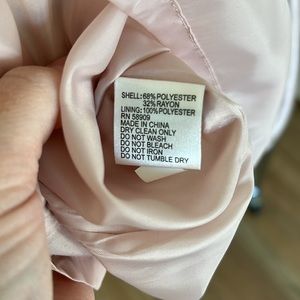 SHELL: 68% POLYESTER
32% RAYON
LINING: 100% POLYESTER
RN 58909
MADE IN CHINA
DRY CLEAN ONLY
DO NOT WASH
DO NOT BLEACH
DO NOT IRON
DO NOT TUMBLE DRY